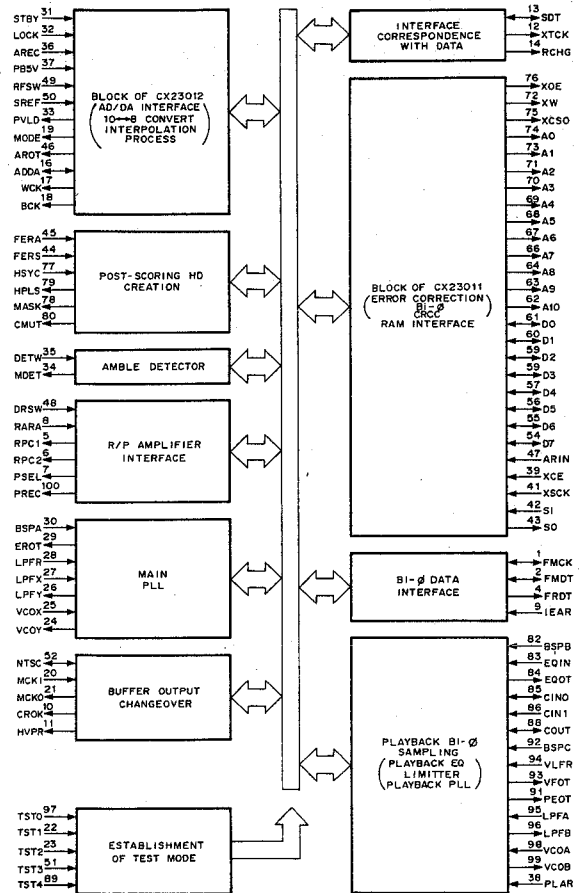 31 STBY
32 LOCK
36 AREC
37 PB5V
49 RFSW
50 SREF
33 PVLD
19 MODE
46 AROT
16 ADDA
17 WCK
18 BCK
BLOCK OF CX23012
AD/DA INTERFACE
10↔8 CONVERT
INTERPOLATION
PROCESS
45 FERA
44 FERS
77 HSYC
79 HPLS
78 MASK
80 CMUT
POST-SCORING HD
CREATION
35 DETW
34 MDET
AMBLE DETECTOR
48 DRSW
8 RARA
5 RPC1
6 RPC2
7 PSEL
100 PREC
R/P AMPLIFIER
INTERFACE
30 BSPA
29 EROT
28 LPFR
27 LPFX
26 LPFY
25 VCOX
24 VCOY
MAIN
PLL
52 NTSC
20 MCKI
21 MCKO
10 CROK
11 HVPR
BUFFER OUTPUT
CHANGEOVER
97 TST0
22 TST1
23 TST2
51 TST3
89 TST4
ESTABLISHMENT
OF TEST MODE
INTERFACE
CORRESPONDENCE
WITH DATA
13 SDT
12 XTCK
14 RCHG
BLOCK OF CX23011
ERROR CORRECTION
Bi-Ø
CRCC
RAM INTERFACE
76 XOE
72 XW
75 XCSO
74 A0
73 A1
71 A2
70 A3
69 A4
68 A5
67 A6
66 A7
64 A8
63 A9
62 A10
61 D0
60 D1
59 D2
59 D3
57 D4
56 D5
55 D6
54 D7
47 ARIN
39 XCE
41 XSCK
42 SI
43 SO
BI-Ø DATA
INTERFACE
1 FMCK
2 FMDT
4 FRDT
9 IEAR
PLAYBACK BI-Ø
SAMPLING
PLAYBACK EQ
LIMITTER
PLAYBACK PLL
82 BSPB
83 EQIN
84 EQOT
85 CINO
86 CIN1
88 COUT
92 BSPC
94 VLFR
93 VFOT
91 PEOT
95 LPFA
96 LPFB
98 VCOA
99 VCOB
38 PLAR